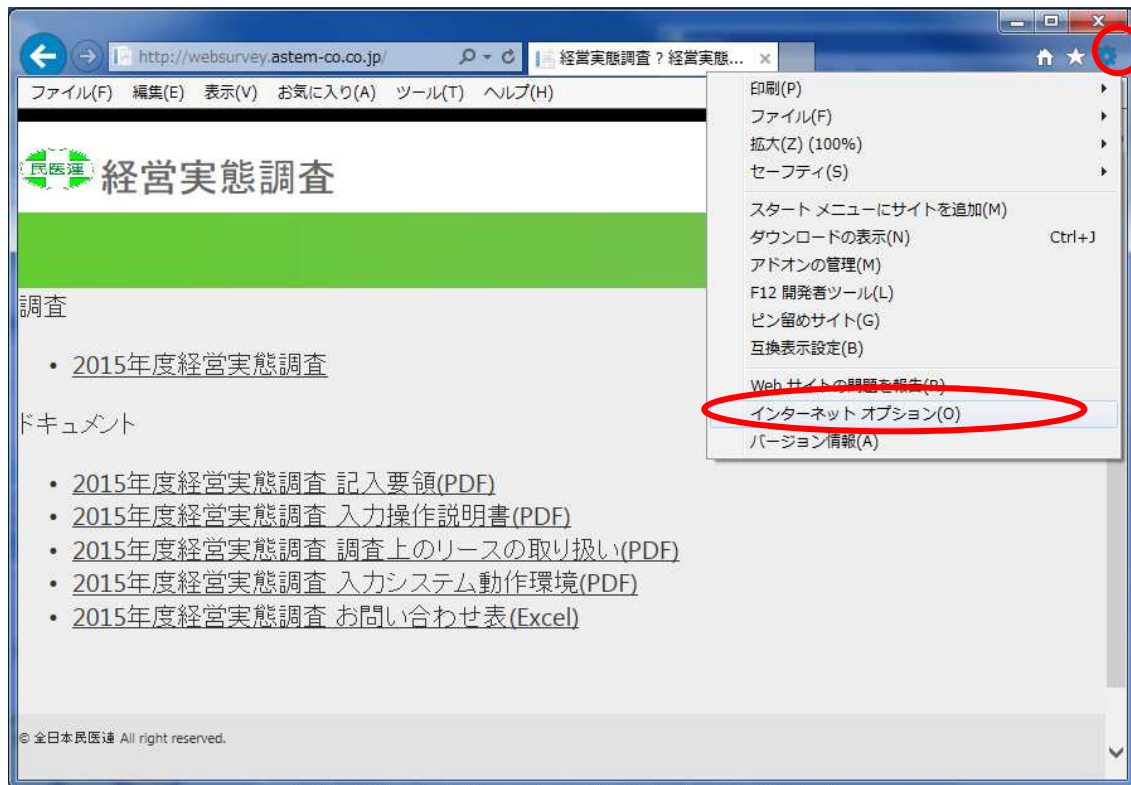 http://websurvey.astem-co.co.jp/
経営実態調査 ? 経営実態...
ファイル(F) 編集(E) 表示(V) お気に入り(A) ツール(T) ヘルプ(H)
印刷(P)
ファイル(F)
拡大(Z) (100%)
セーフティ(S)
スタート メニューにサイトを追加(M)
ダウンロードの表示(N) Ctrl+J
アドオンの管理(M)
F12 開発者ツール(L)
ピン留めサイト(G)
互換表示設定(B)
Web サイトの問題を報告(R)
インターネット オプション(O)
バージョン情報(A)
民医連 経営実態調査
調査
• 2015年度経営実態調査
ドキュメント
• 2015年度経営実態調査 記入要領(PDF)
• 2015年度経営実態調査 入力操作説明書(PDF)
• 2015年度経営実態調査 調査上のリースの取り扱い(PDF)
• 2015年度経営実態調査 入力システム動作環境(PDF)
• 2015年度経営実態調査 お問い合わせ表(Excel)
© 全日本民医連 All right reserved.